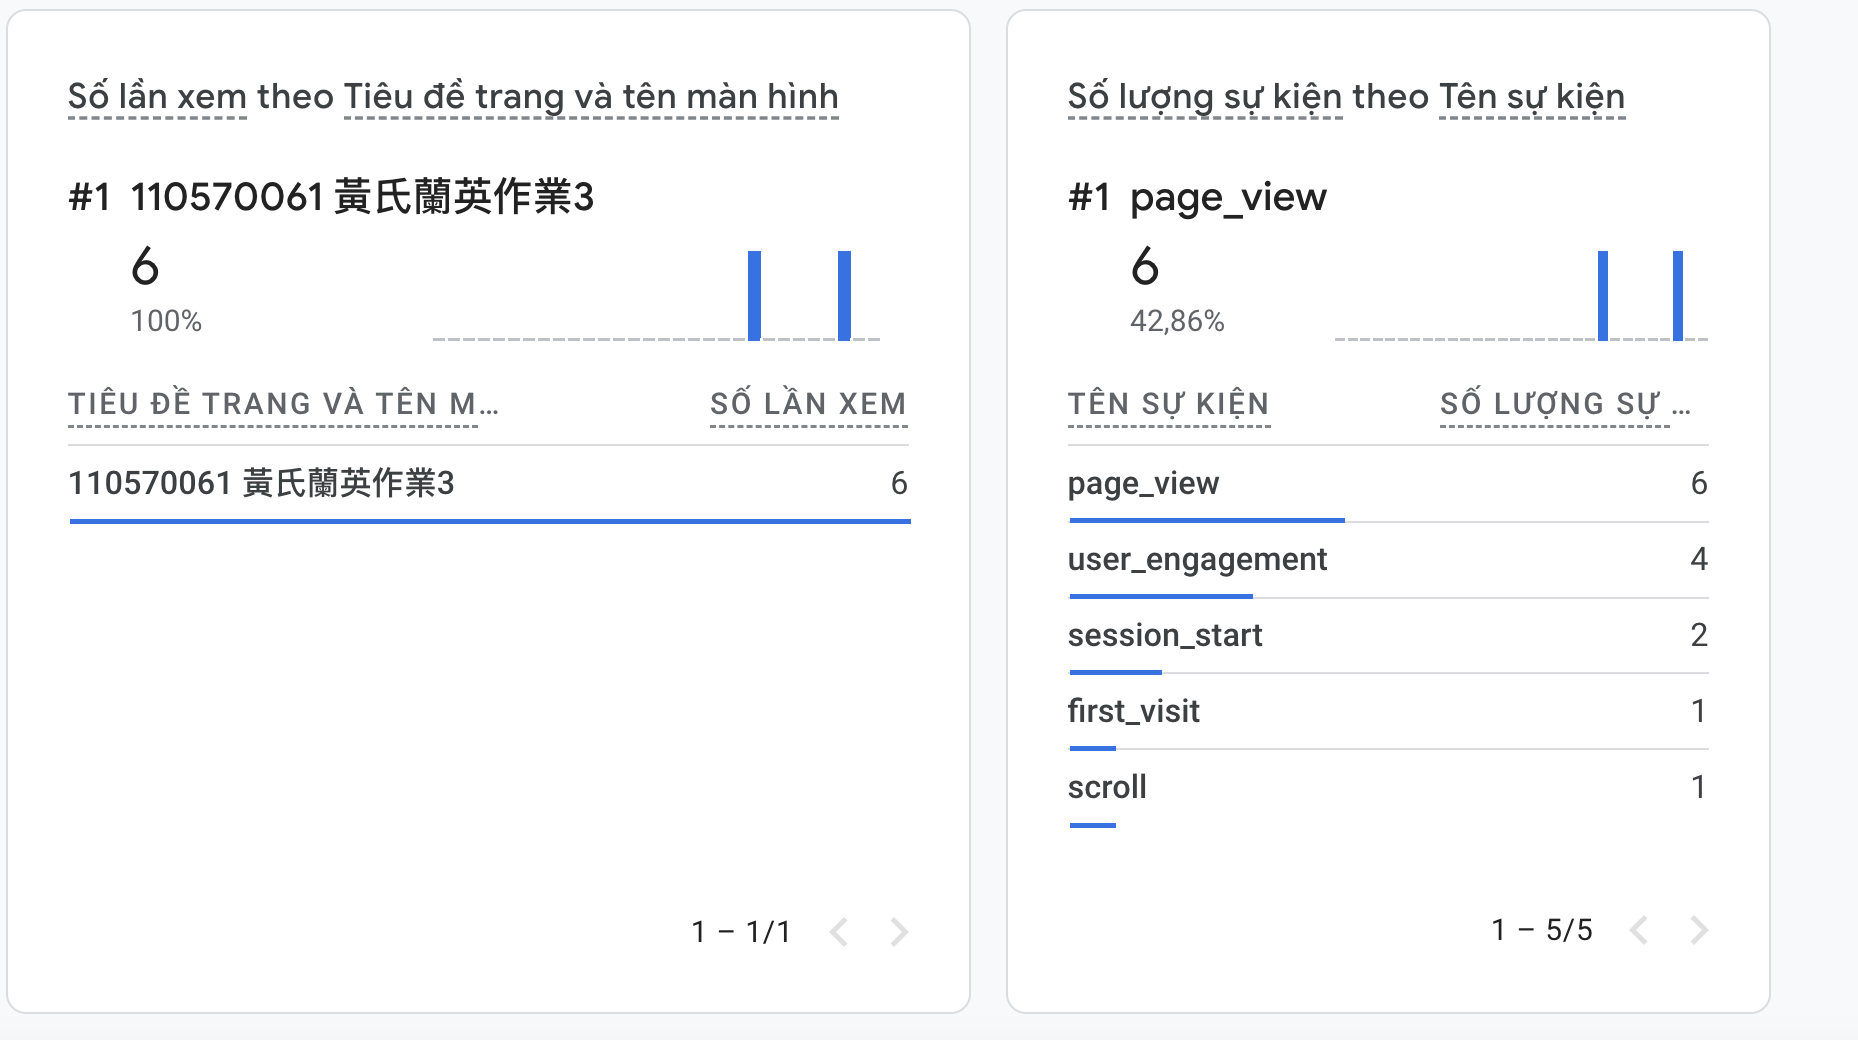 Số lần xem theo Tiêu đề trang và tên màn hình
#1 110570061 黃氏蘭英作業3
6
100%
TIÊU ĐỀ TRANG VÀ TÊN M... SỐ LẦN XEM
110570061 黃氏蘭英作業3 6
1 – 1/1
Số lượng sự kiện theo Tên sự kiện
#1 page_view
6
42,86%
TÊN SỰ KIỆN SỐ LƯỢNG SỰ ...
page_view 6
user_engagement 4
session_start 2
first_visit 1
scroll 1
1 – 5/5